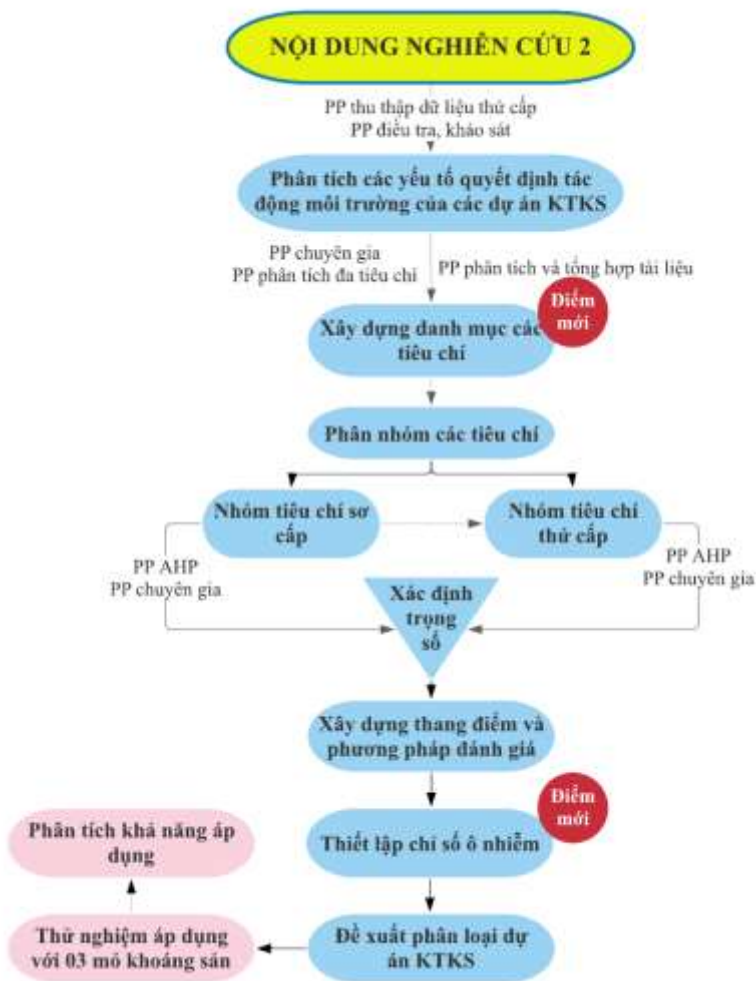 NỘI DUNG NGHIÊN CỨU 2
PP thu thập dữ liệu thứ cấp
PP điều tra, khảo sát
Phân tích các yếu tố quyết định tác
động môi trường của các dự án KTKS
PP chuyên gia
PP phân tích đa tiêu chí
PP phân tích và tổng hợp tài liệu
Điểm
mới
Xây dựng danh mục các
tiêu chí
Phân nhóm các tiêu chí
Nhóm tiêu chí sơ
cấp
Nhóm tiêu chí
thứ cấp
PP AHP
PP chuyên gia
PP AHP
PP chuyên gia
Xác định
trọng
số
Xây dựng thang điểm và
phương pháp đánh giá
Điểm
mới
Thiết lập chỉ số ô nhiễm
Phân tích khả năng áp
dụng
Thử nghiệm áp dụng
với 03 mỏ khoáng sản
Đề xuất phân loại dự
án KTKS